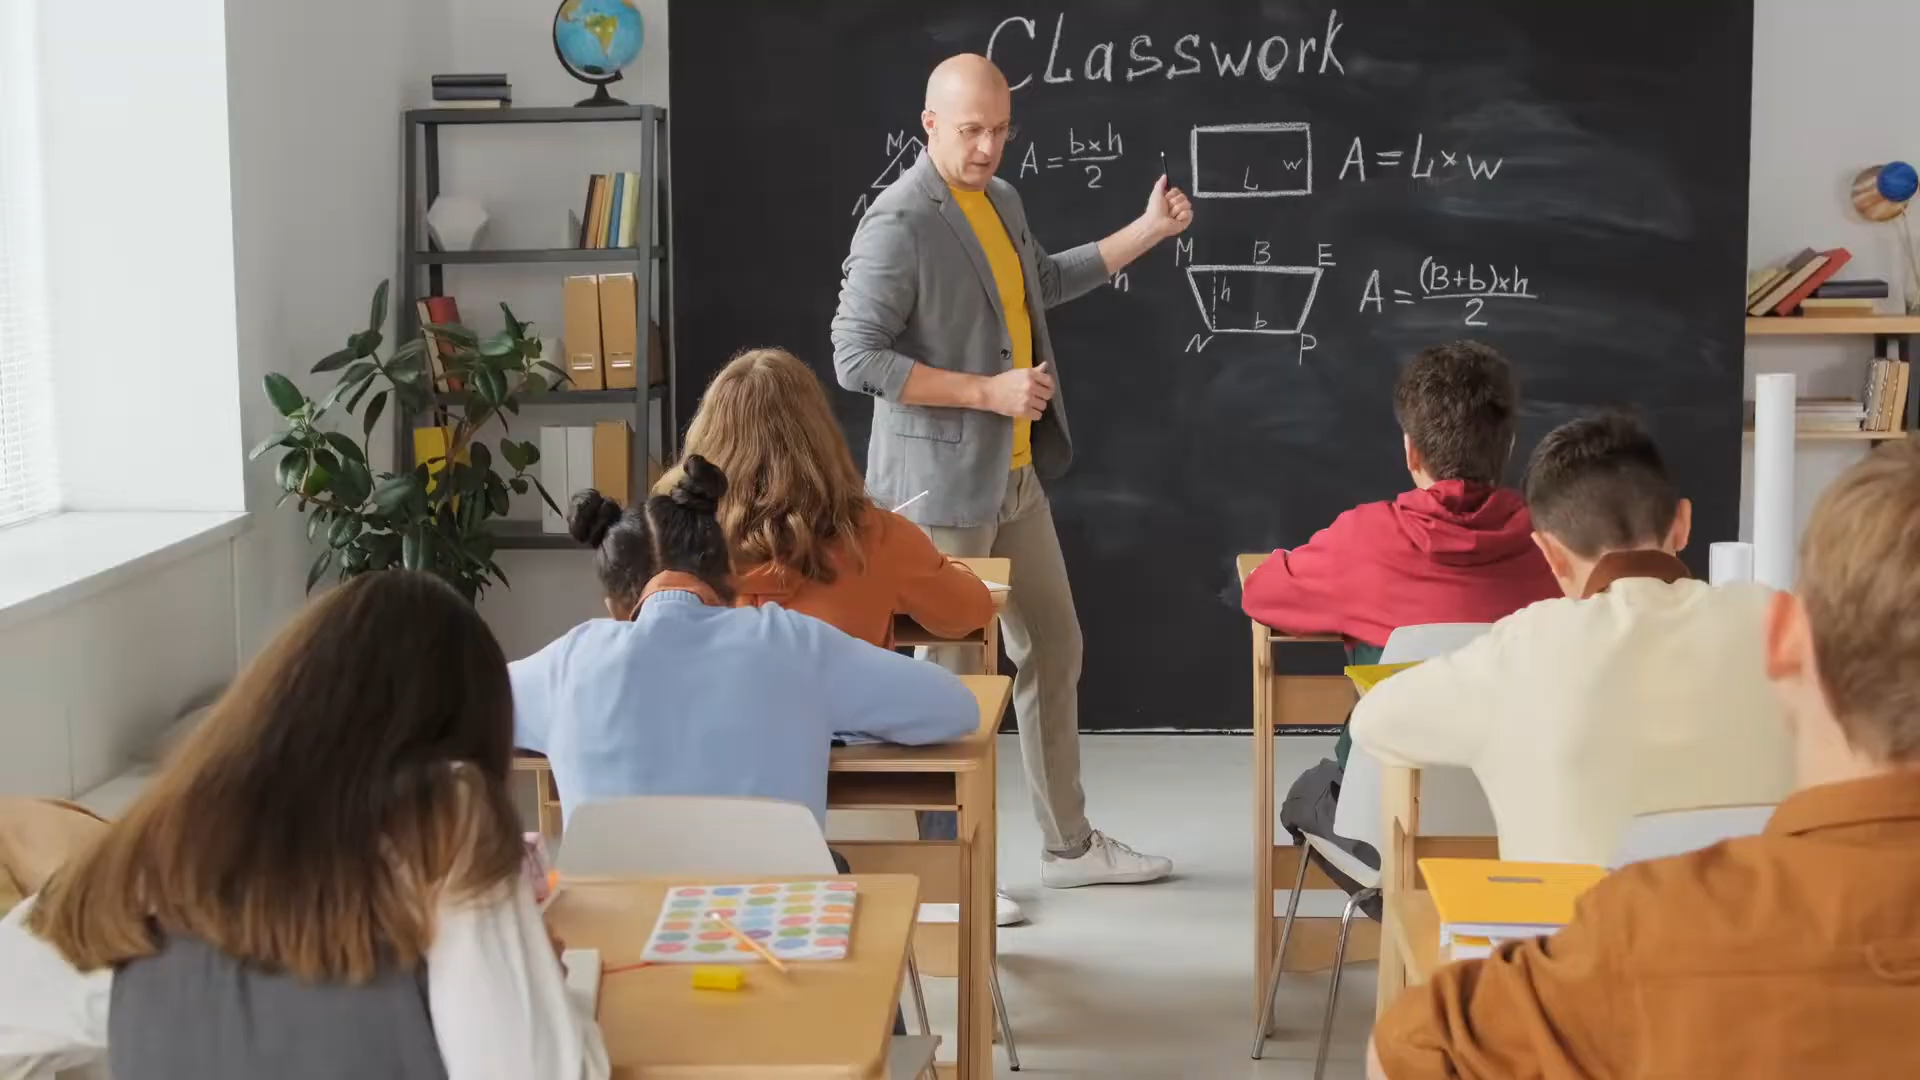 Classwork
M
A = b×h/2
L w
A = L×w
h
M B E
h
b
N P
A = (B+b)×h/2